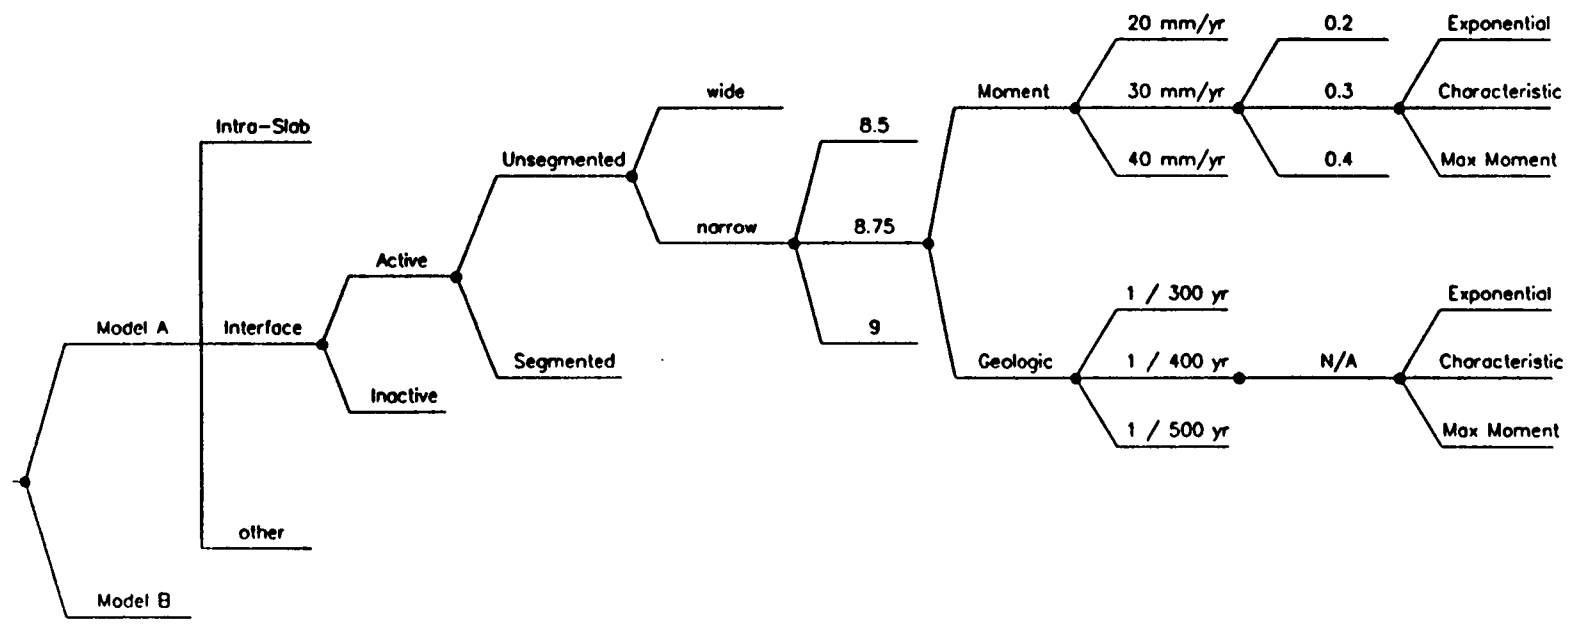 20 mm/yr 0.2 Exponential
Moment 30 mm/yr 0.3 Characteristic
wide
Intra-Slab 8.5
Unsegmented 40 mm/yr 0.4 Max Moment
narrow 8.75
Active
1 / 300 yr Exponential
Model A Interface 9
Segmented Geologic 1 / 400 yr N/A Characteristic
Inactive
1 / 500 yr Max Moment
other
Model B